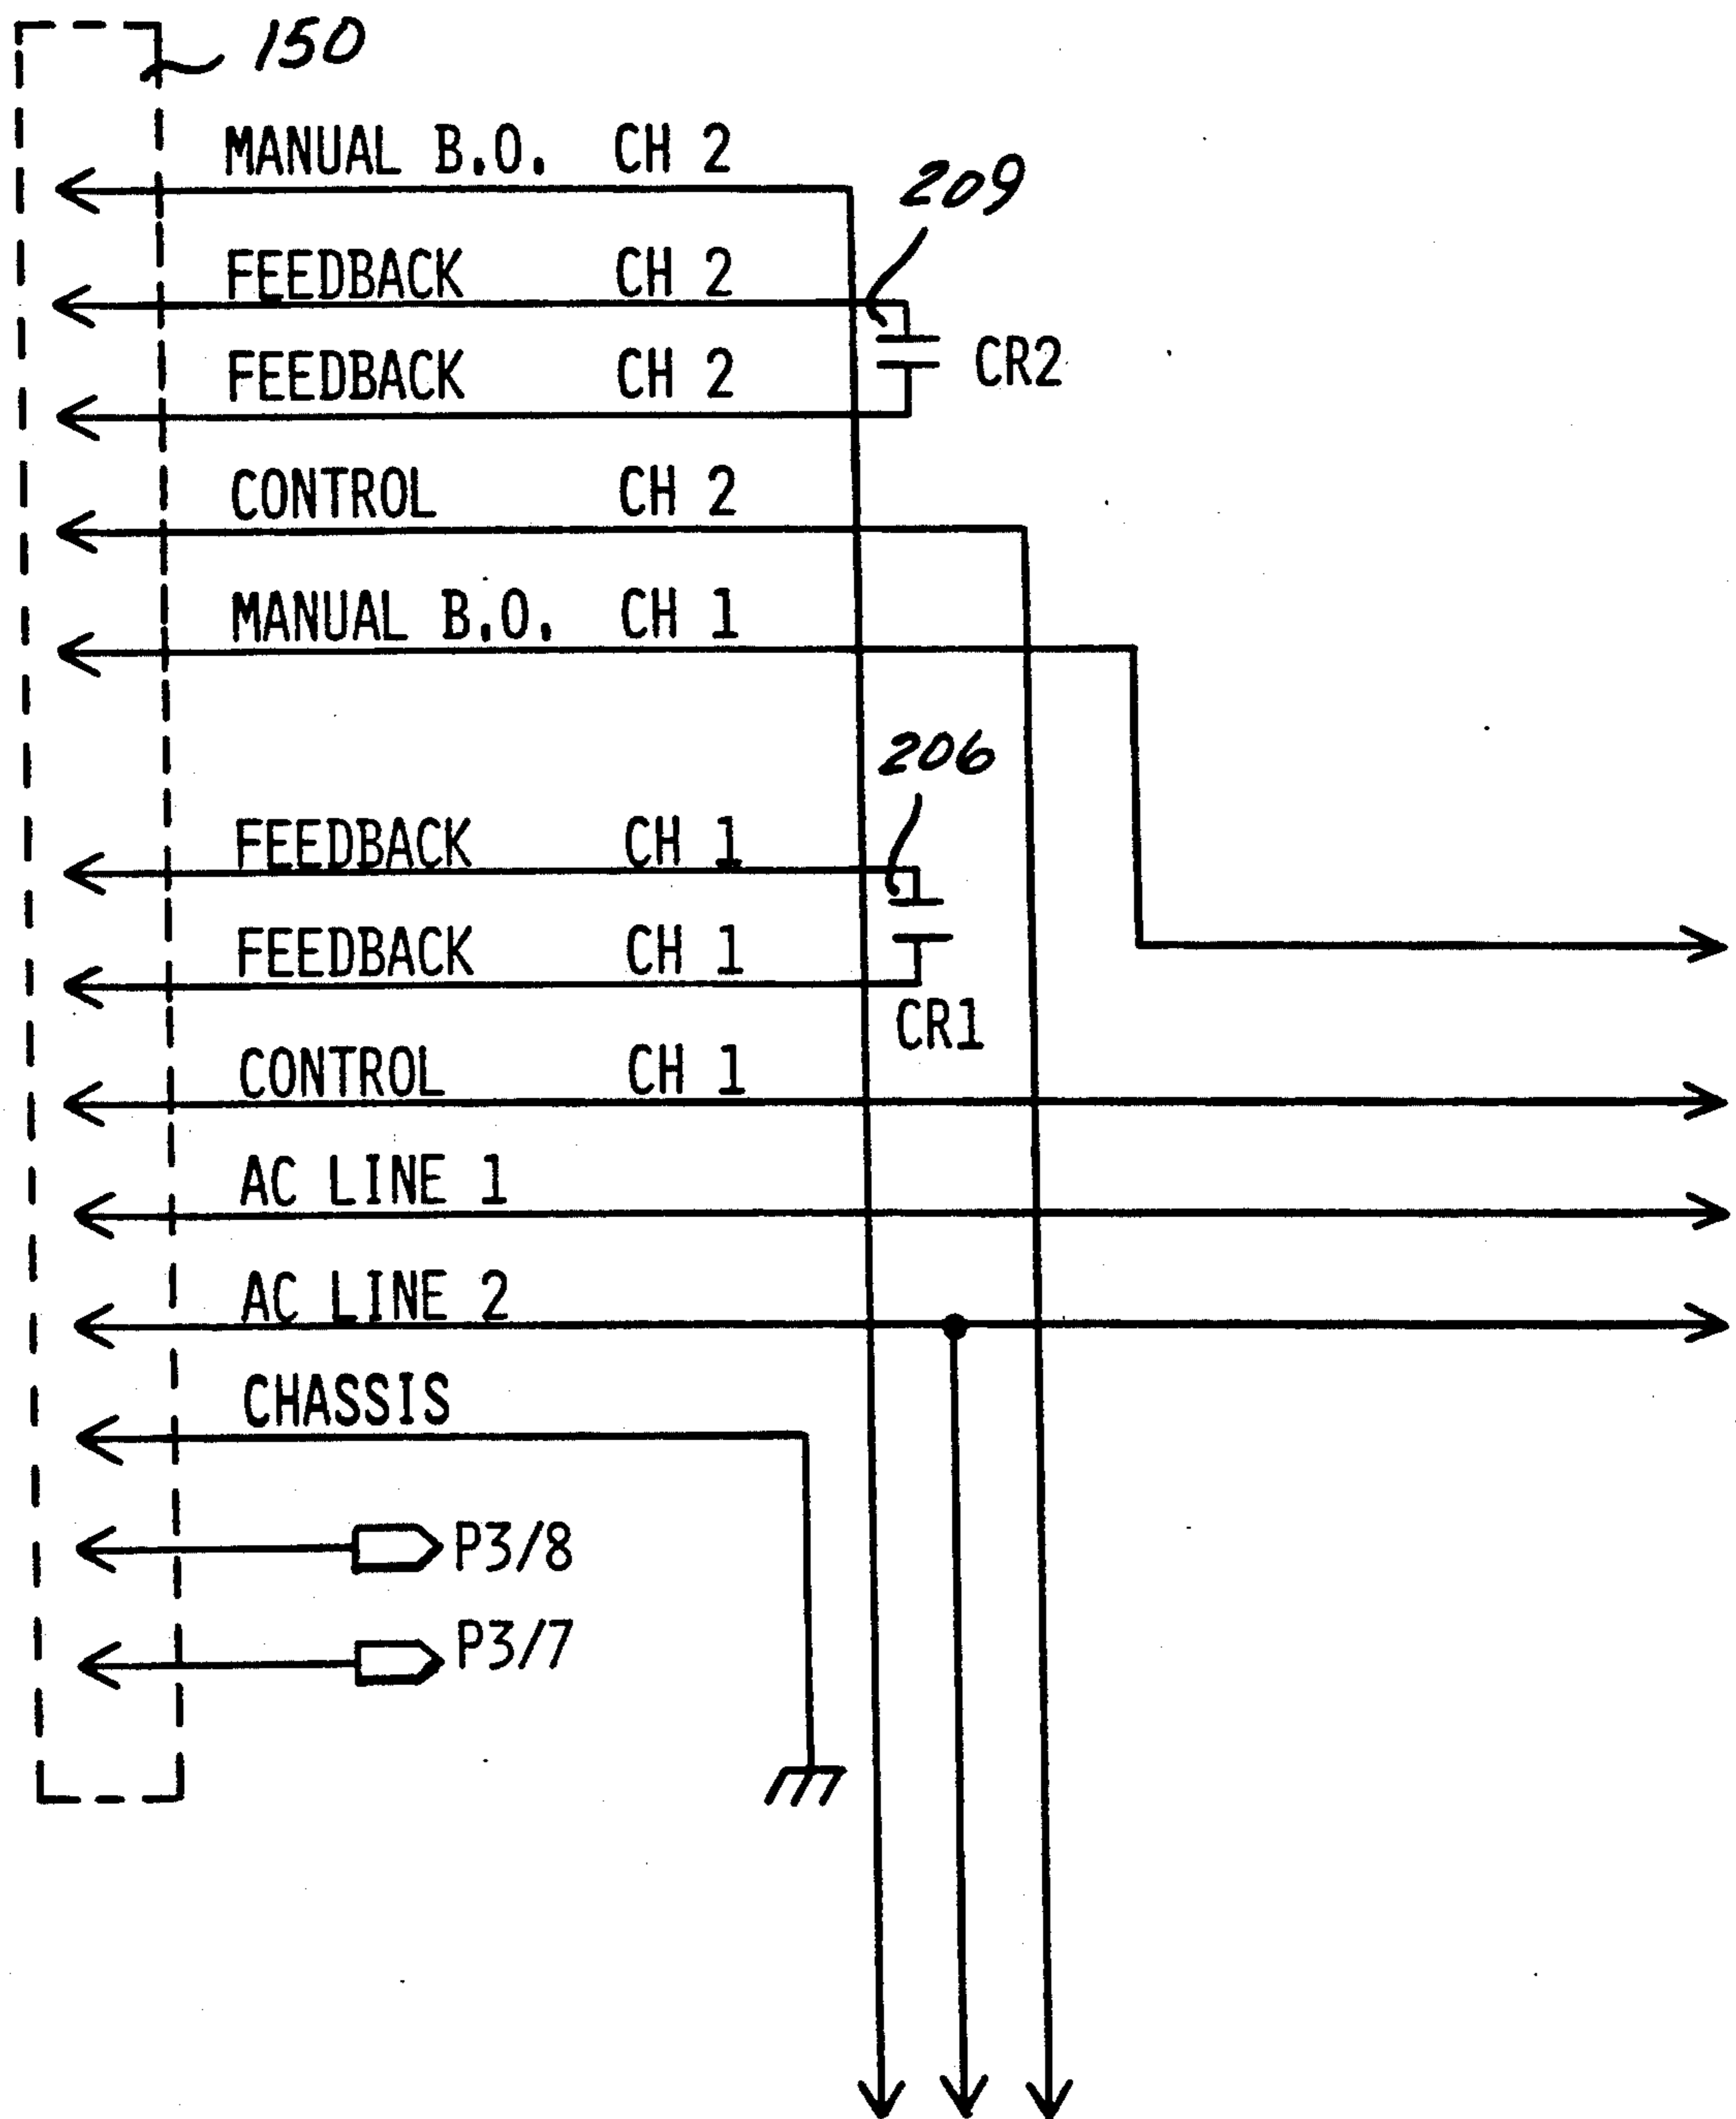 150
MANUAL B.O. CH 2
209
FEEDBACK CH 2
CR2
FEEDBACK CH 2
CONTROL CH 2
MANUAL B.O. CH 1
206
FEEDBACK CH 1
FEEDBACK CH 1
CR1
CONTROL CH 1
AC LINE 1
AC LINE 2
CHASSIS
P3/8
P3/7